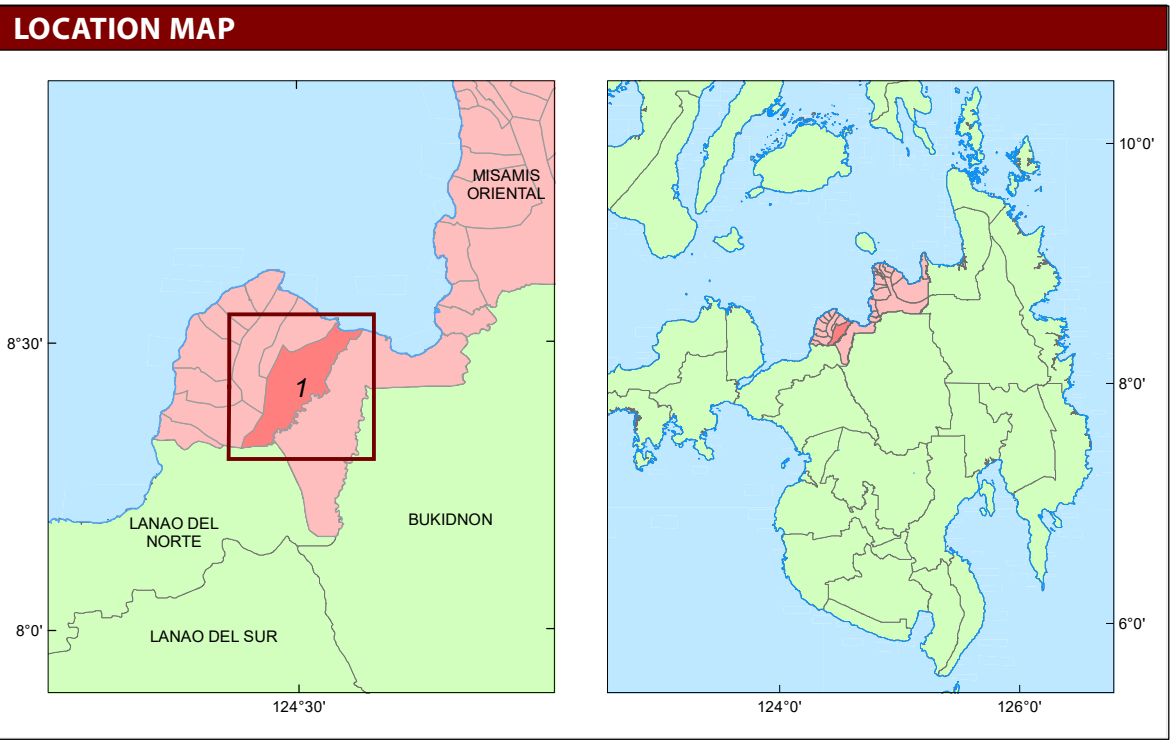 LOCATION MAP
MISAMIS
ORIENTAL
8°30'
1
LANAO DEL
NORTE
BUKIDNON
8°0'
LANAO DEL SUR
124°30'
10°0'
8°0'
6°0'
124°0'
126°0'